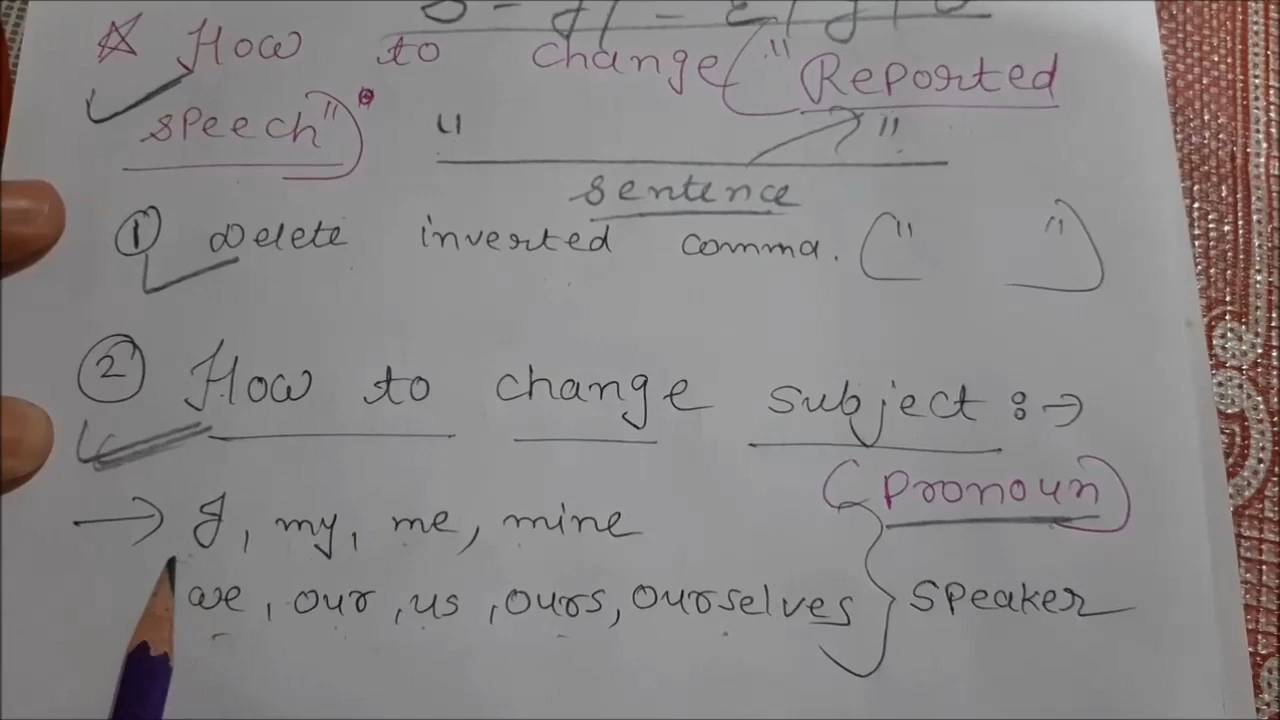 ☆ How to change ("Reported
speech")
" "
sentence
① Delete inverted comma. (" ")
② How to change subject :→
(Pronoun)
→ I, my, me, mine
we, our, us, ours, ourselves } speaker